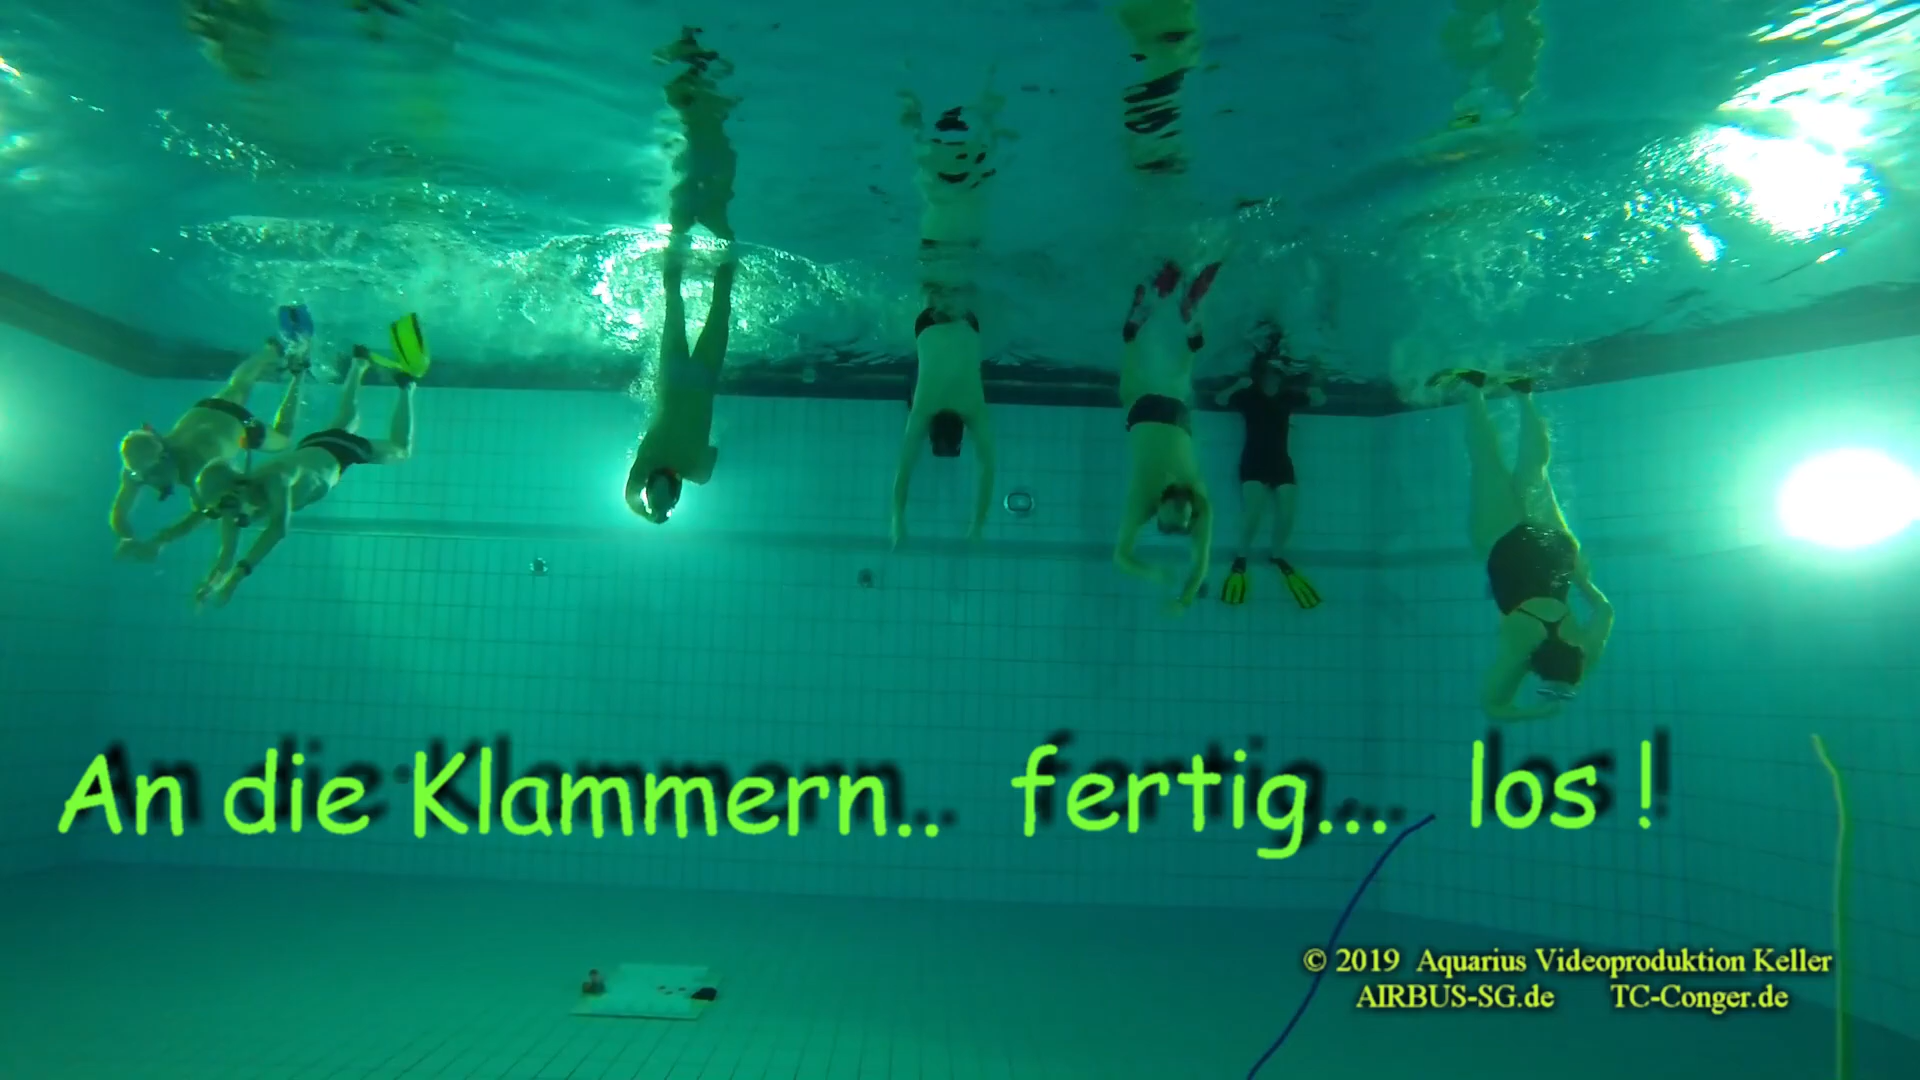 An die Klammern.. fertig... los !
© 2019 Aquarius Videoproduktion Keller
AIRBUS-SG.de TC-Conger.de